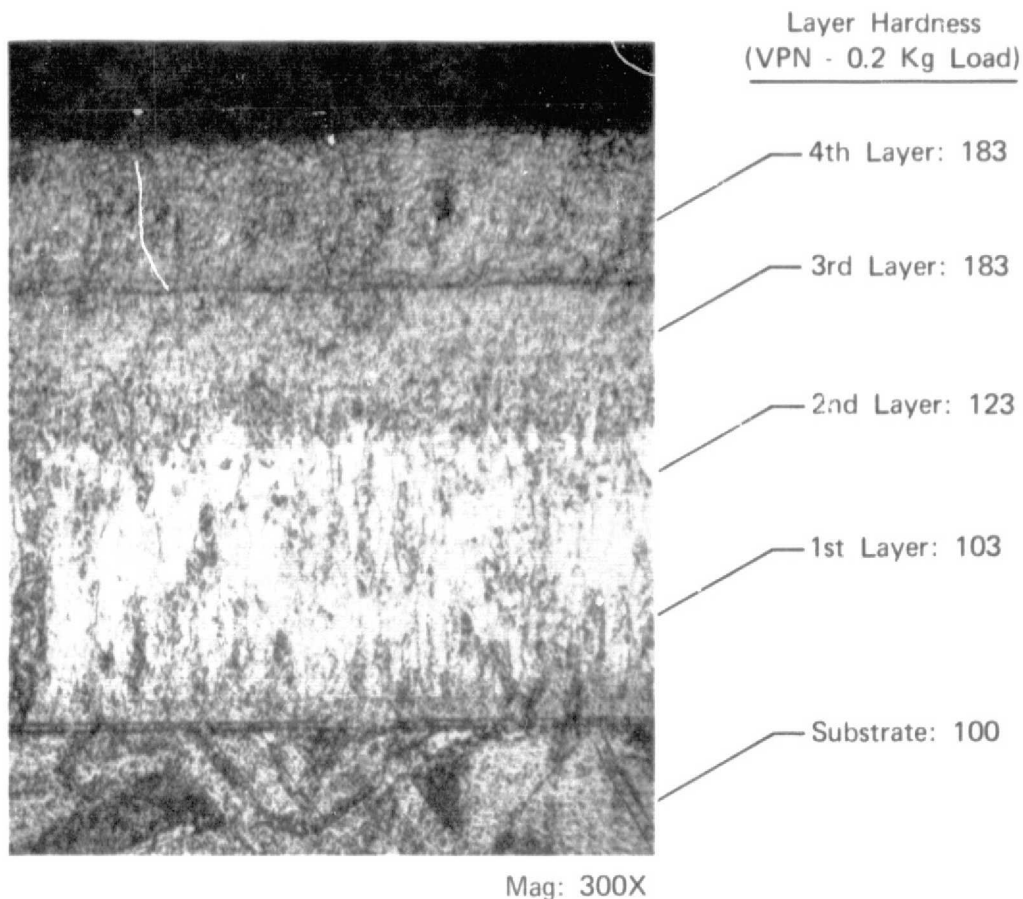 Layer Hardness
(VPN - 0.2 Kg Load)
4th Layer: 183
3rd Layer: 183
2nd Layer: 123
1st Layer: 103
Substrate: 100
Mag: 300X